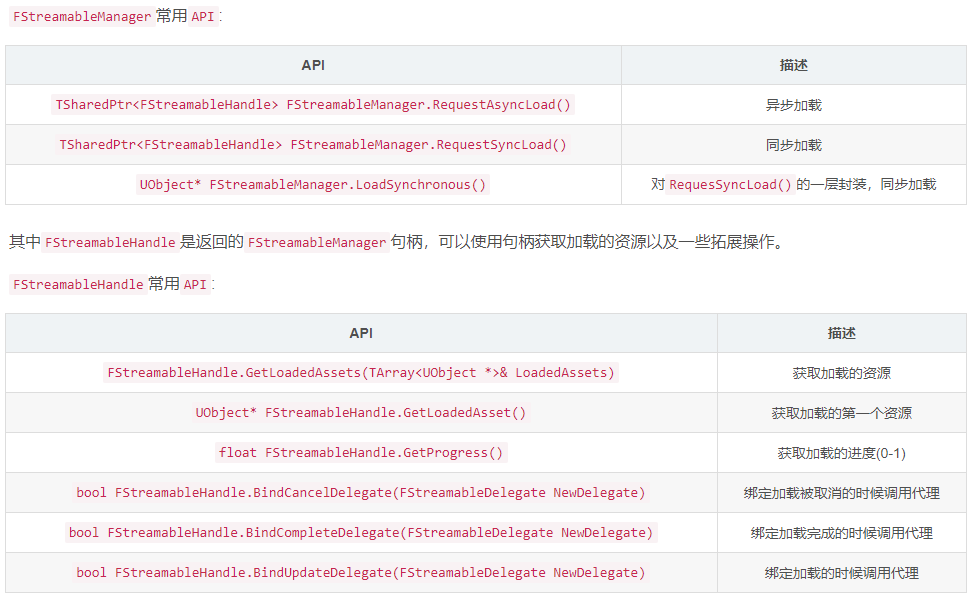 FStreamableManager 常用 API：
API 描述
TSharedPtr<FStreamableHandle> FStreamableManager.RequestAsyncLoad() 异步加载
TSharedPtr<FStreamableHandle> FStreamableManager.RequestSyncLoad() 同步加载
UObject* FStreamableManager.LoadSynchronous() 对 RequesSyncLoad() 的一层封装，同步加载
其中 FStreamableHandle 是返回的 FStreamableManager 句柄，可以使用句柄获取加载的资源以及一些拓展操作。
FStreamableHandle 常用 API：
API 描述
FStreamableHandle.GetLoadedAssets(TArray<UObject *>& LoadedAssets) 获取加载的资源
UObject* FStreamableHandle.GetLoadedAsset() 获取加载的第一个资源
float FStreamableHandle.GetProgress() 获取加载的进度(0-1)
bool FStreamableHandle.BindCancelDelegate(FStreamableDelegate NewDelegate) 绑定加载被取消的时候调用代理
bool FStreamableHandle.BindCompleteDelegate(FStreamableDelegate NewDelegate) 绑定加载完成的时候调用代理
bool FStreamableHandle.BindUpdateDelegate(FStreamableDelegate NewDelegate) 绑定加载的时候调用代理